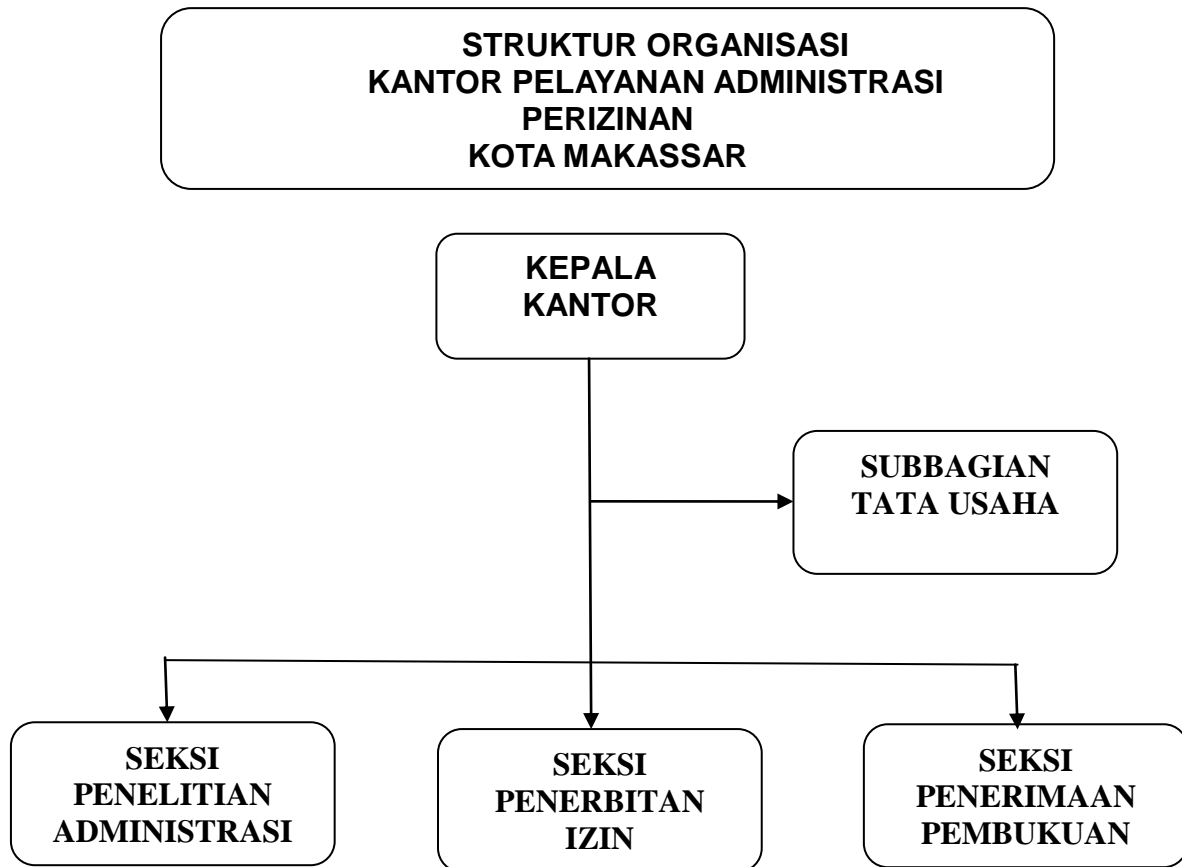 STRUKTUR ORGANISASI
KANTOR PELAYANAN ADMINISTRASI
PERIZINAN
KOTA MAKASSAR
KEPALA
KANTOR
SUBBAGIAN
TATA USAHA
SEKSI
PENELITIAN
ADMINISTRASI
SEKSI
PENERBITAN
IZIN
SEKSI
PENERIMAAN
PEMBUKUAN